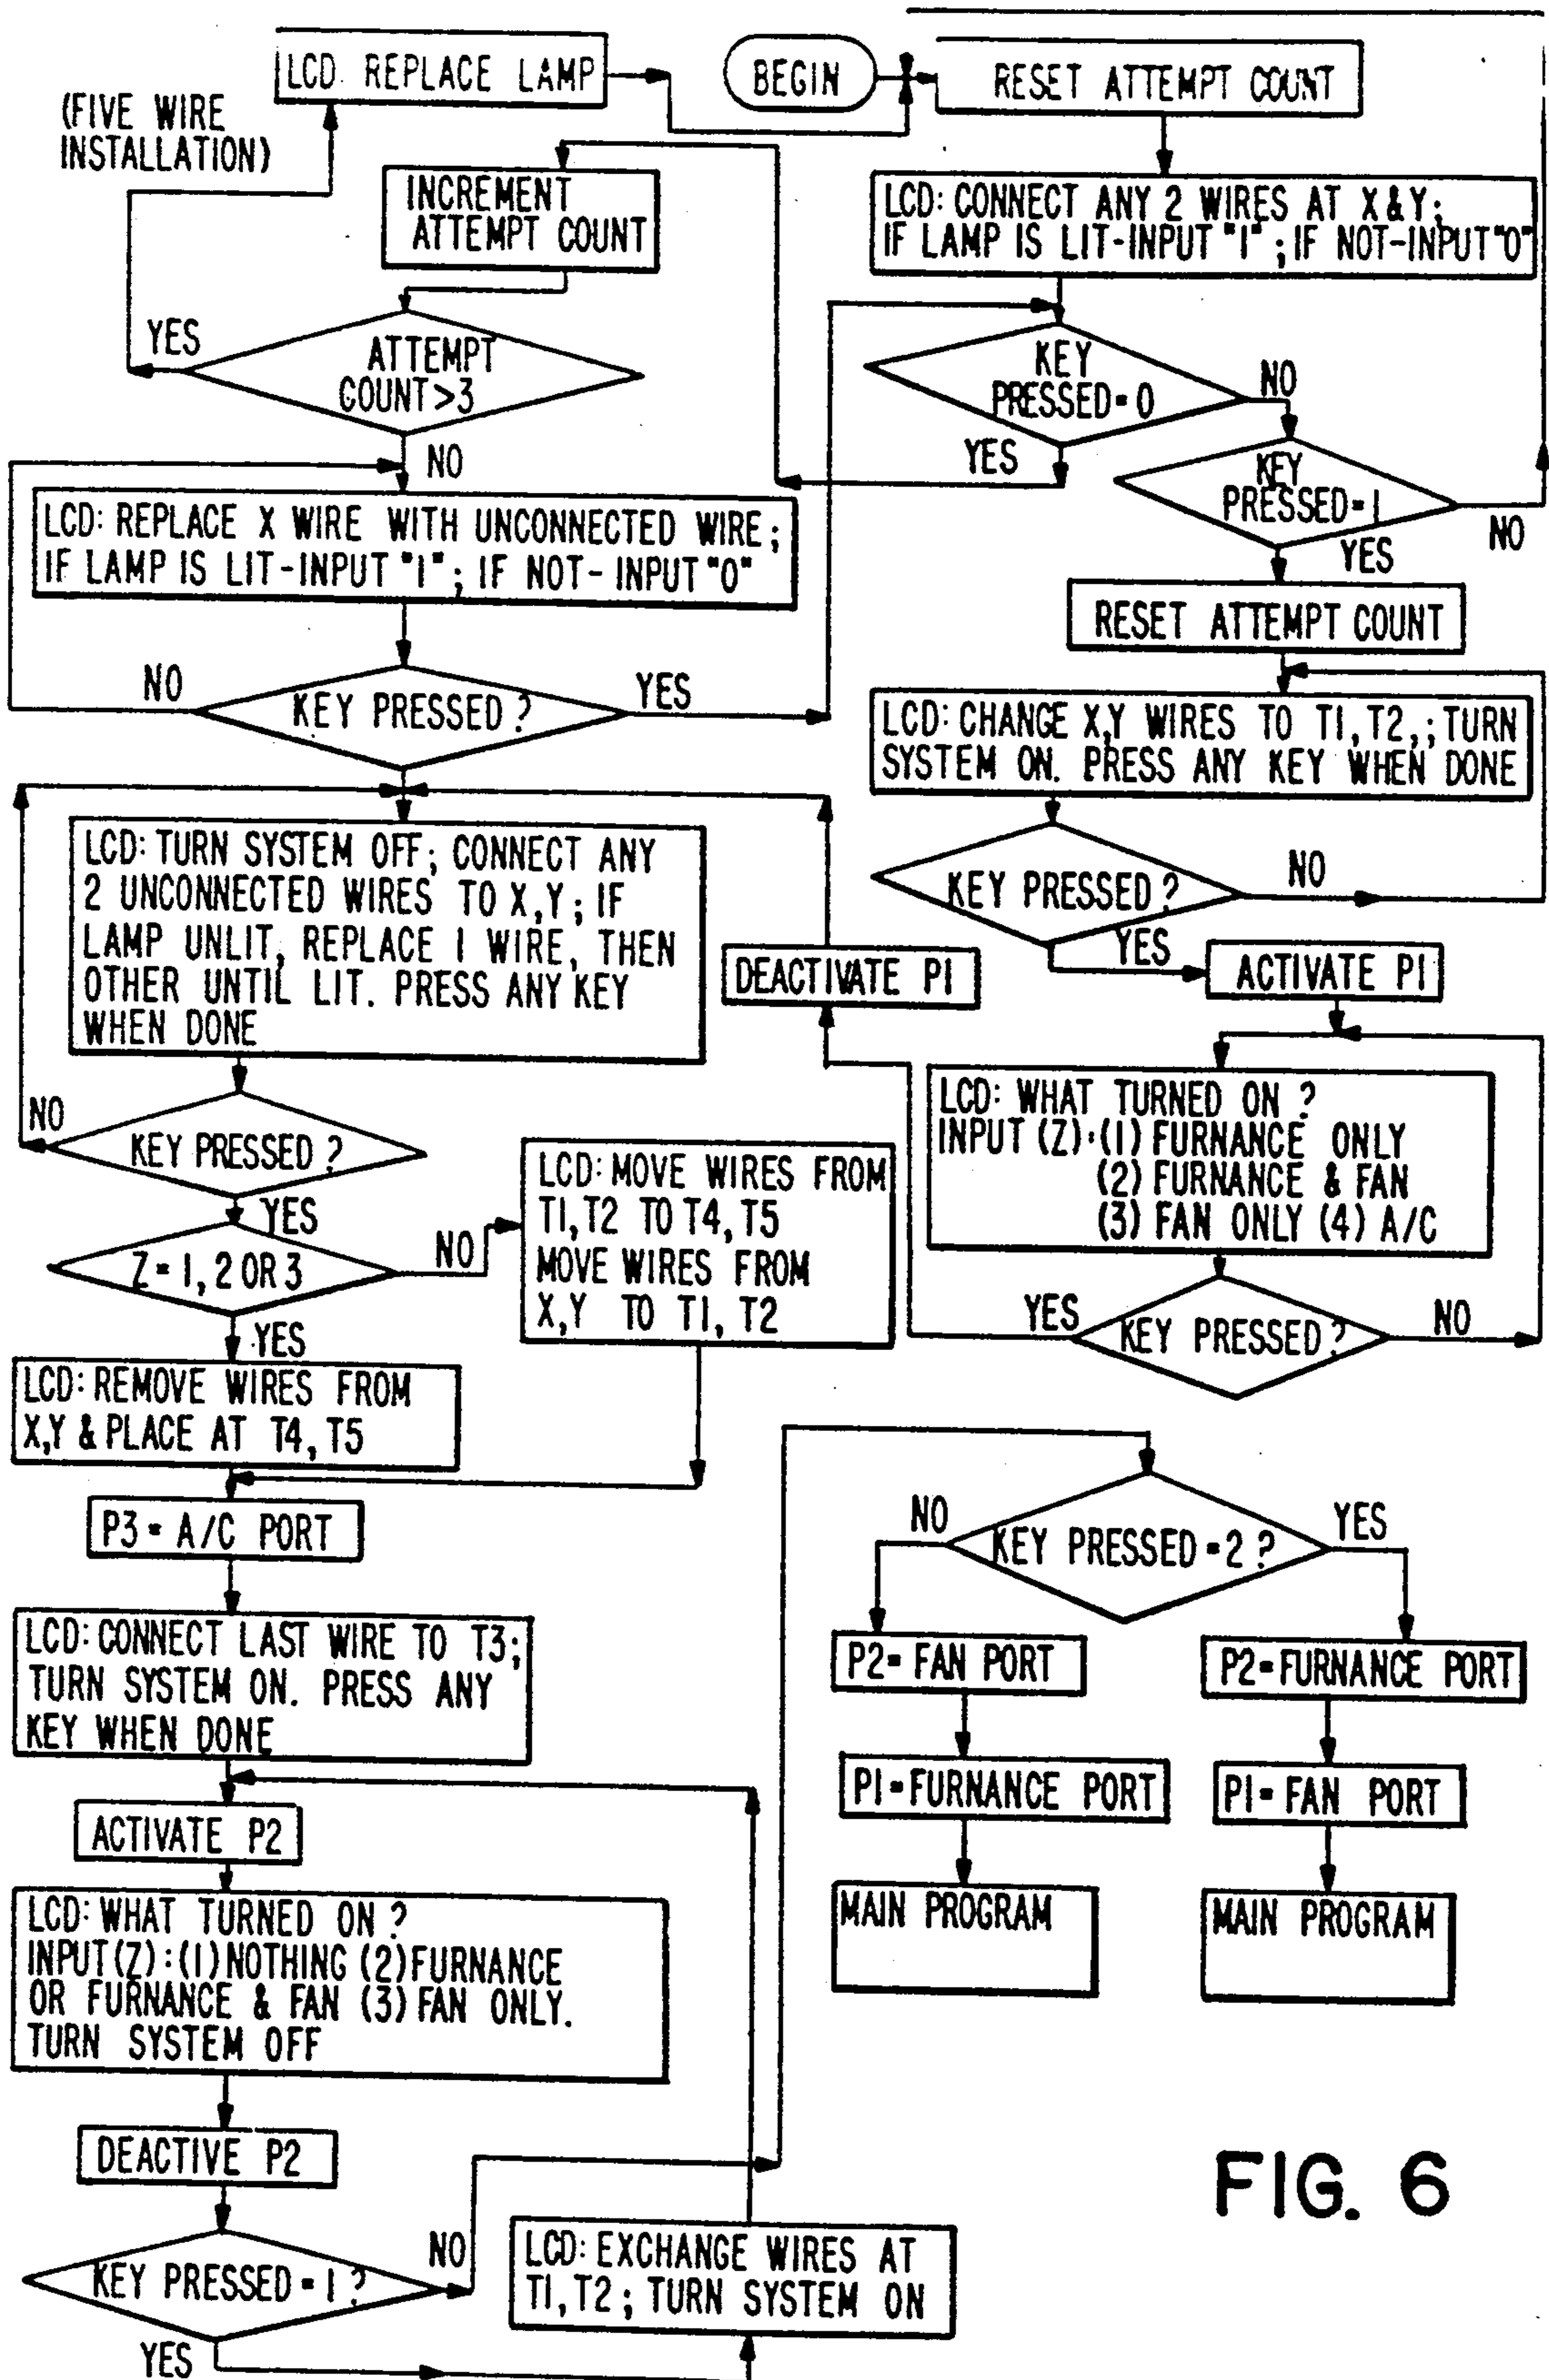 LCD: REPLACE LAMP
BEGIN
RESET ATTEMPT COUNT
(FIVE WIRE
INSTALLATION)
INCREMENT
ATTEMPT COUNT
LCD: CONNECT ANY 2 WIRES AT X & Y;
IF LAMP IS LIT-INPUT "1"; IF NOT-INPUT "0"
YES
ATTEMPT
COUNT>3
NO
KEY
PRESSED=0
NO
YES
KEY
PRESSED=1
NO
YES
LCD: REPLACE X WIRE WITH UNCONNECTED WIRE;
IF LAMP IS LIT-INPUT "1"; IF NOT- INPUT "0"
RESET ATTEMPT COUNT
NO
KEY PRESSED?
YES
LCD: CHANGE X,Y WIRES TO T1, T2,; TURN
SYSTEM ON. PRESS ANY KEY WHEN DONE
KEY PRESSED?
NO
YES
ACTIVATE P1
LCD: TURN SYSTEM OFF; CONNECT ANY
2 UNCONNECTED WIRES TO X,Y; IF
LAMP UNLIT, REPLACE 1 WIRE, THEN
OTHER UNTIL LIT. PRESS ANY KEY
WHEN DONE
DEACTIVATE P1
LCD: WHAT TURNED ON ?
INPUT (Z):(1) FURNANCE ONLY
(2) FURNANCE & FAN
(3) FAN ONLY (4) A/C
YES
KEY PRESSED?
NO
NO
KEY PRESSED?
YES
Z=1, 2 OR 3
NO
YES
LCD: MOVE WIRES FROM
T1, T2 TO T4, T5
MOVE WIRES FROM
X,Y TO T1, T2
LCD: REMOVE WIRES FROM
X,Y & PLACE AT T4, T5
P3= A/C PORT
LCD: CONNECT LAST WIRE TO T3;
TURN SYSTEM ON. PRESS ANY
KEY WHEN DONE
ACTIVATE P2
LCD: WHAT TURNED ON ?
INPUT(Z):(1)NOTHING (2)FURNANCE
OR FURNANCE & FAN (3) FAN ONLY.
TURN SYSTEM OFF
DEACTIVE P2
KEY PRESSED=1?
NO
YES
LCD: EXCHANGE WIRES AT
T1, T2; TURN SYSTEM ON
NO
KEY PRESSED=2?
YES
P2= FAN PORT
P2=FURNANCE PORT
P1=FURNANCE PORT
P1= FAN PORT
MAIN PROGRAM
MAIN PROGRAM
FIG. 6